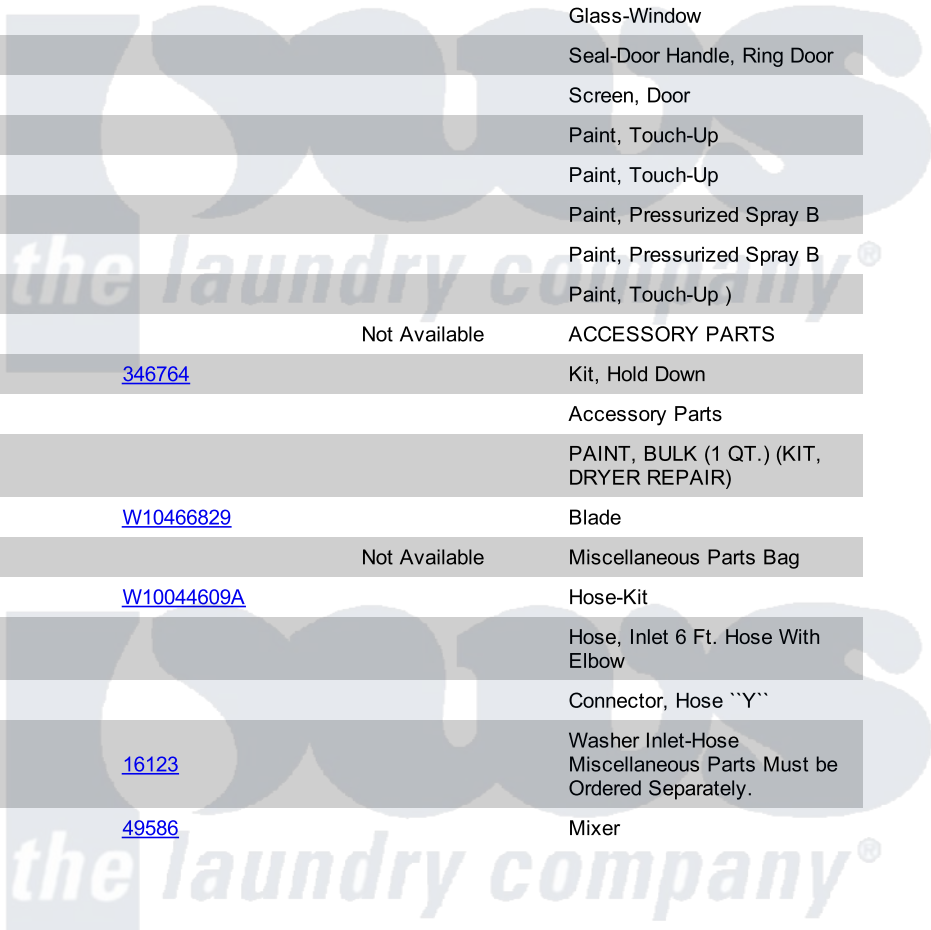 Glass-Window
Seal-Door Handle, Ring Door
Screen, Door
Paint, Touch-Up
Paint, Touch-Up
Paint, Pressurized Spray B
Paint, Pressurized Spray B
the laundry company®
Paint, Touch-Up )
Not Available ACCESSORY PARTS
346764 Kit, Hold Down
Accessory Parts
PAINT, BULK (1 QT.) (KIT,
DRYER REPAIR)
W10466829 Blade
Not Available Miscellaneous Parts Bag
W10044609A Hose-Kit
Hose, Inlet 6 Ft. Hose With
Elbow
Connector, Hose ``Y``
Washer Inlet-Hose
16123 Miscellaneous Parts Must be
Ordered Separately.
49586 Mixer
the laundry company®